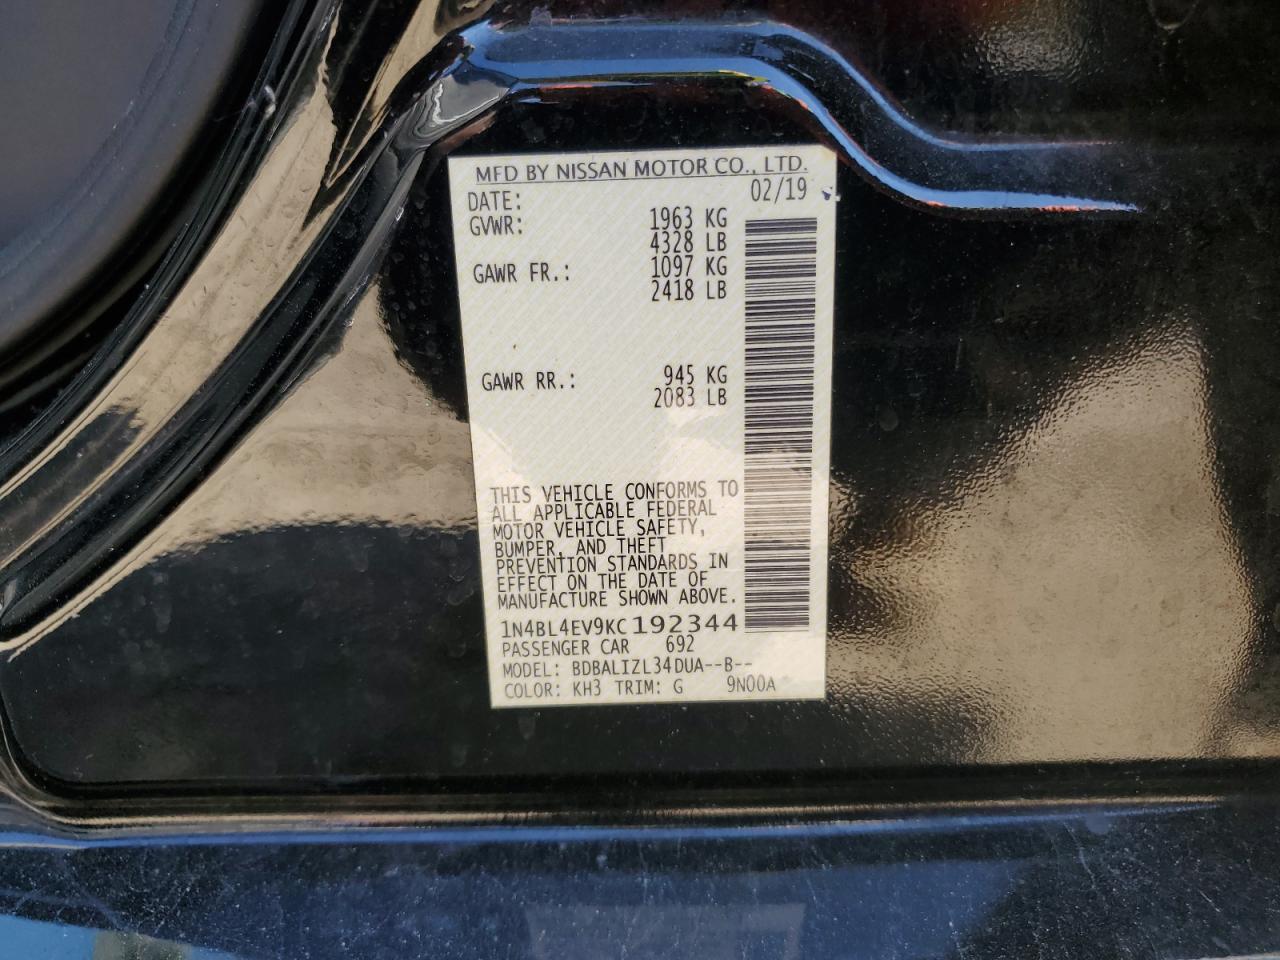 MFD BY NISSAN MOTOR CO., LTD.
DATE: 02/19
GVWR: 1963 KG
4328 LB
GAWR FR.: 1097 KG
2418 LB
GAWR RR.: 945 KG
2083 LB
THIS VEHICLE CONFORMS TO
ALL APPLICABLE FEDERAL
MOTOR VEHICLE SAFETY,
BUMPER, AND THEFT
PREVENTION STANDARDS IN
EFFECT ON THE DATE OF
MANUFACTURE SHOWN ABOVE.
1N4BL4EV9KC192344
PASSENGER CAR 692
MODEL: BDBALIZL34DUA--B--
COLOR: KH3 TRIM: G 9N00A